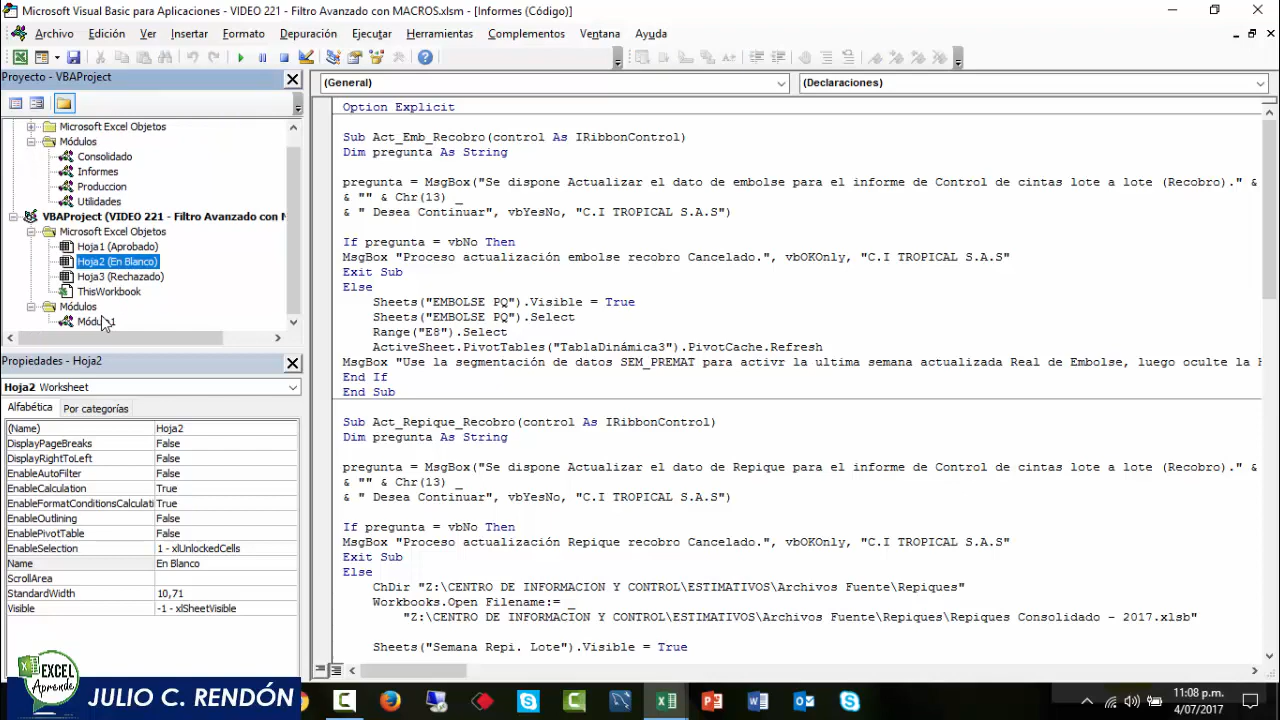 Microsoft Visual Basic para Aplicaciones - VIDEO 221 - Filtro Avanzado con MACROS.xlsm - [Informes (Código)]
Archivo Edición Ver Insertar Formato Depuración Ejecutar Herramientas Complementos Ventana Ayuda
Proyecto - VBAProject
Microsoft Excel Objetos
Módulos
Consolidado
Informes
Produccion
Utilidades
VBAProject (VIDEO 221 - Filtro Avanzado con M
Microsoft Excel Objetos
Hoja1 (Aprobado)
Hoja2 (En Blanco)
Hoja3 (Rechazado)
ThisWorkbook
Módulos
Módulo1
Propiedades - Hoja2
Hoja2 Worksheet
Alfabética Por categorías
(Name) Hoja2
DisplayPageBreaks False
DisplayRightToLeft False
EnableAutoFilter False
EnableCalculation True
EnableFormatConditionsCalculati True
EnableOutlining False
EnablePivotTable False
EnableSelection 1 - xlUnlockedCells
Name En Blanco
ScrollArea
StandardWidth 10,71
Visible -1 - xlSheetVisible
(General) (Declaraciones)
Option Explicit
Sub Act_Emb_Recobro(control As IRibbonControl)
Dim pregunta As String
pregunta = MsgBox("Se dispone Actualizar el dato de embolse para el informe de Control de cintas lote a lote (Recobro)." &
& "" & Chr(13) _
& " Desea Continuar", vbYesNo, "C.I TROPICAL S.A.S")
If pregunta = vbNo Then
MsgBox "Proceso actualización embolse recobro Cancelado.", vbOKOnly, "C.I TROPICAL S.A.S"
Exit Sub
Else
Sheets("EMBOLSE PQ").Visible = True
Sheets("EMBOLSE PQ").Select
Range("E8").Select
ActiveSheet.PivotTables("TablaDinámica3").PivotCache.Refresh
MsgBox "Use la segmentación de datos SEM_PREMAT para activr la ultima semana actualizada Real de Embolse, luego oculte la H
End If
End Sub
Sub Act_Repique_Recobro(control As IRibbonControl)
Dim pregunta As String
pregunta = MsgBox("Se dispone Actualizar el dato de Repique para el informe de Control de cintas lote a lote (Recobro)." &
& "" & Chr(13) _
& " Desea Continuar", vbYesNo, "C.I TROPICAL S.A.S")
If pregunta = vbNo Then
MsgBox "Proceso actualización Repique recobro Cancelado.", vbOKOnly, "C.I TROPICAL S.A.S"
Exit Sub
Else
ChDir "Z:\CENTRO DE INFORMACION Y CONTROL\ESTIMATIVOS\Archivos Fuente\Repiques"
Workbooks.Open Filename:= _
"Z:\CENTRO DE INFORMACION Y CONTROL\ESTIMATIVOS\Archivos Fuente\Repiques\Repiques Consolidado - 2017.xlsb"
Sheets("Semana Repi. Lote").Visible = True
EXCEL
Aprende
JULIO C. RENDÓN
11:08 p.m.
4/07/2017